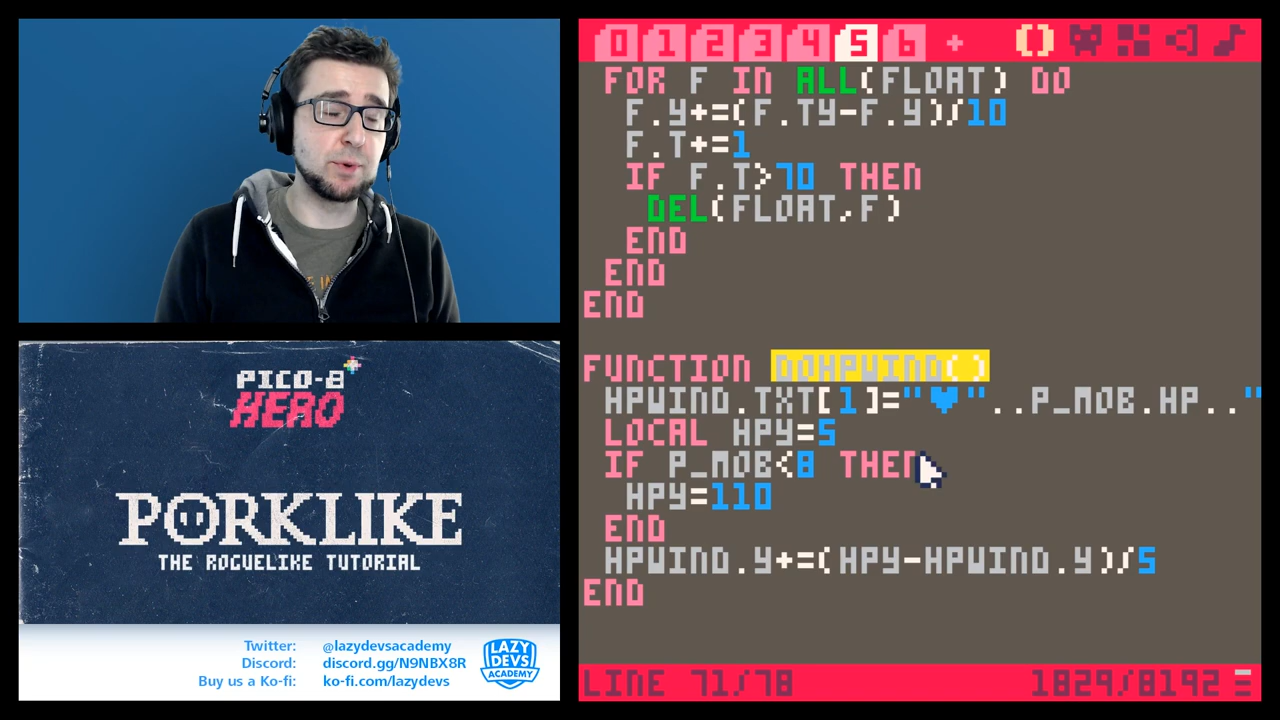 0 1 2 3 4 5 6 +
FOR F IN ALL(FLOAT) DO
F.Y+=(F.TY-F.Y)/10
F.T+=1
IF F.T>70 THEN
DEL(FLOAT,F)
END
END
END
FUNCTION DOHPWIND()
HPWIND.TXT[1]="♥"..P_MOB.HP.."
LOCAL HPY=5
IF P_MOB<8 THEN
HPY=110
END
HPWIND.Y+=(HPY-HPWIND.Y)/5
END
LINE 71/78 1829/8192
PICO-8
HERO
PORKLIKE
THE ROGUELIKE TUTORIAL
Twitter: @lazydevsacademy
Discord: discord.gg/N9NBX8R
Buy us a Ko-fi: ko-fi.com/lazydevs
LAZY
DEVS
ACADEMY